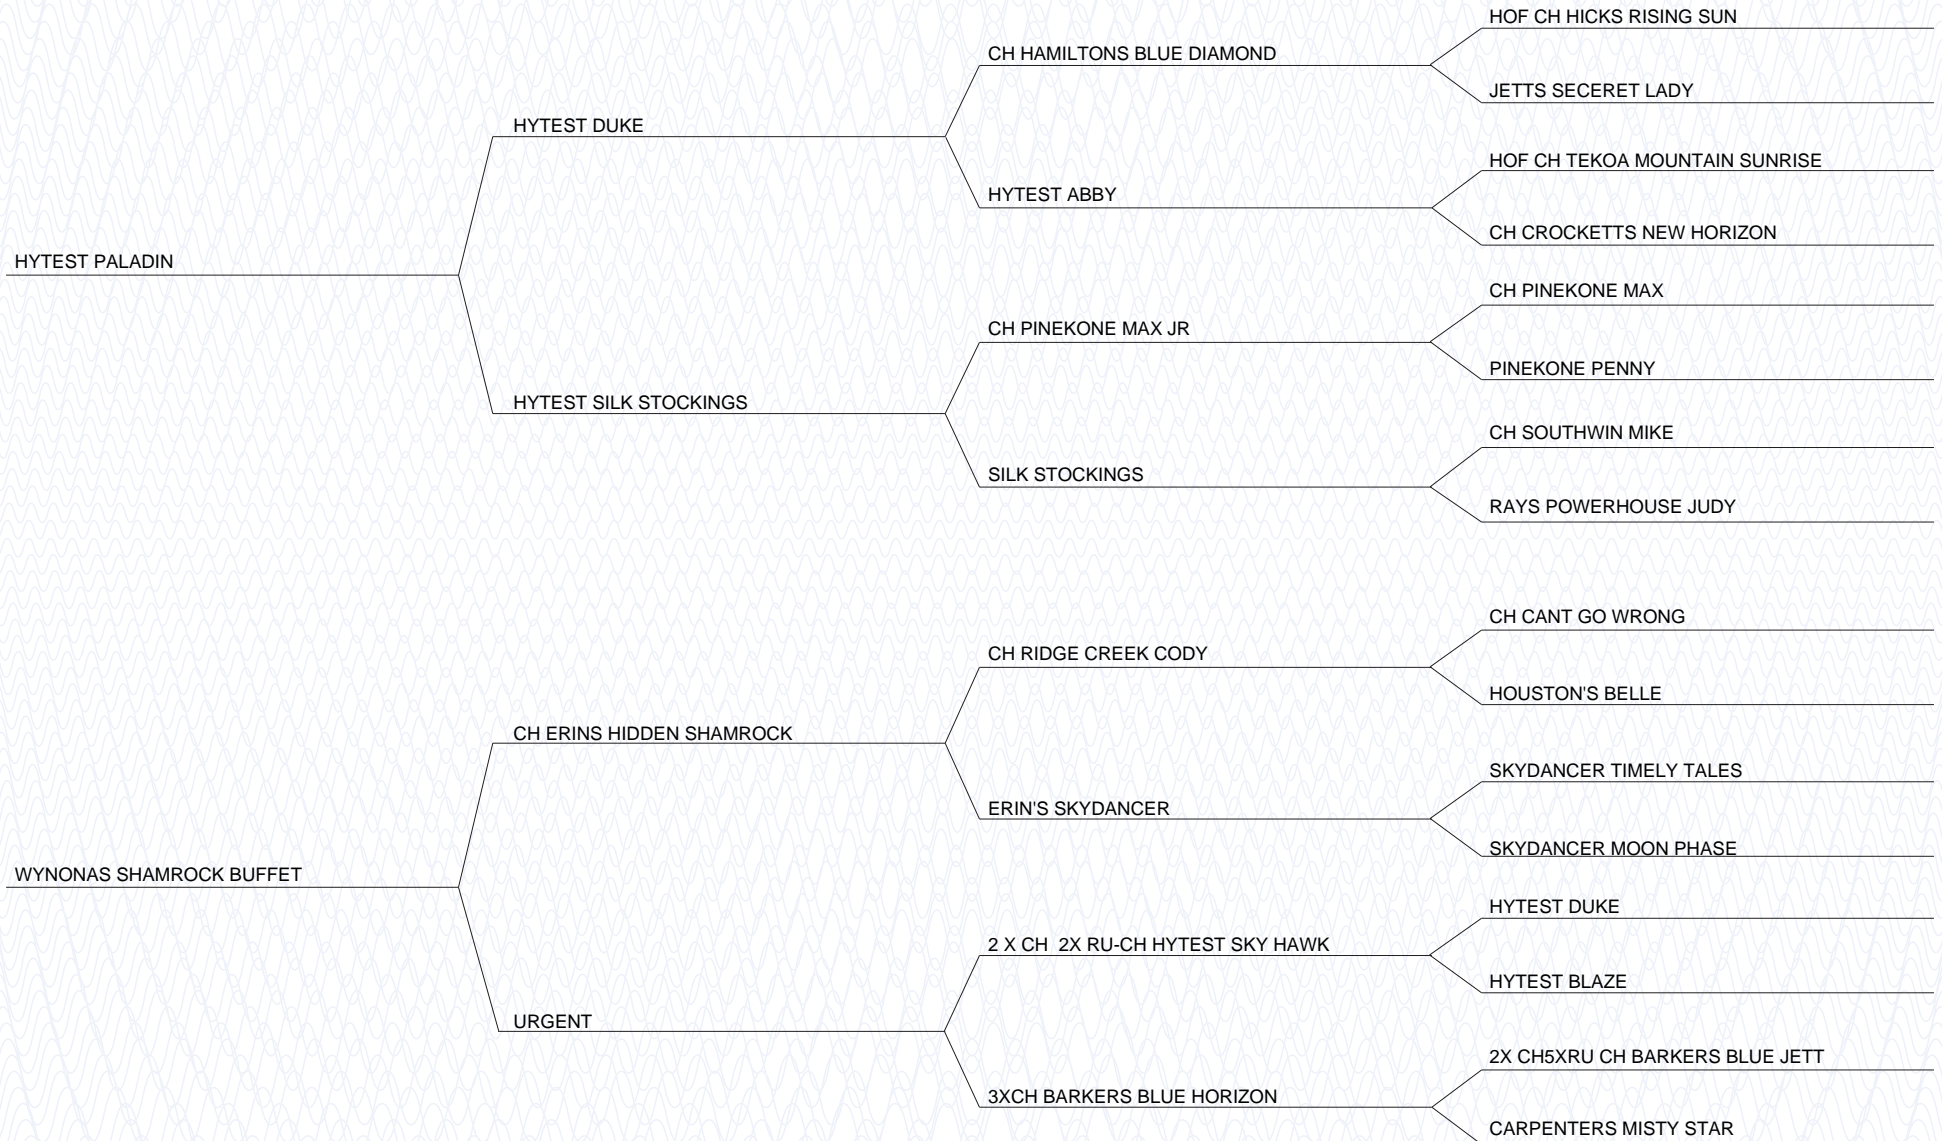 HOF CH HICKS RISING SUN
CH HAMILTONS BLUE DIAMOND
JETTS SECERET LADY
HYTEST DUKE
HOF CH TEKOA MOUNTAIN SUNRISE
HYTEST ABBY
CH CROCKETTS NEW HORIZON
HYTEST PALADIN
CH PINEKONE MAX
CH PINEKONE MAX JR
PINEKONE PENNY
HYTEST SILK STOCKINGS
CH SOUTHWIN MIKE
SILK STOCKINGS
RAYS POWERHOUSE JUDY
CH CANT GO WRONG
CH RIDGE CREEK CODY
HOUSTON'S BELLE
CH ERINS HIDDEN SHAMROCK
SKYDANCER TIMELY TALES
ERIN'S SKYDANCER
SKYDANCER MOON PHASE
WYNONAS SHAMROCK BUFFET
HYTEST DUKE
2 X CH  2X RU-CH HYTEST SKY HAWK
HYTEST BLAZE
URGENT
2X CH5XRU CH BARKERS BLUE JETT
3XCH BARKERS BLUE HORIZON
CARPENTERS MISTY STAR